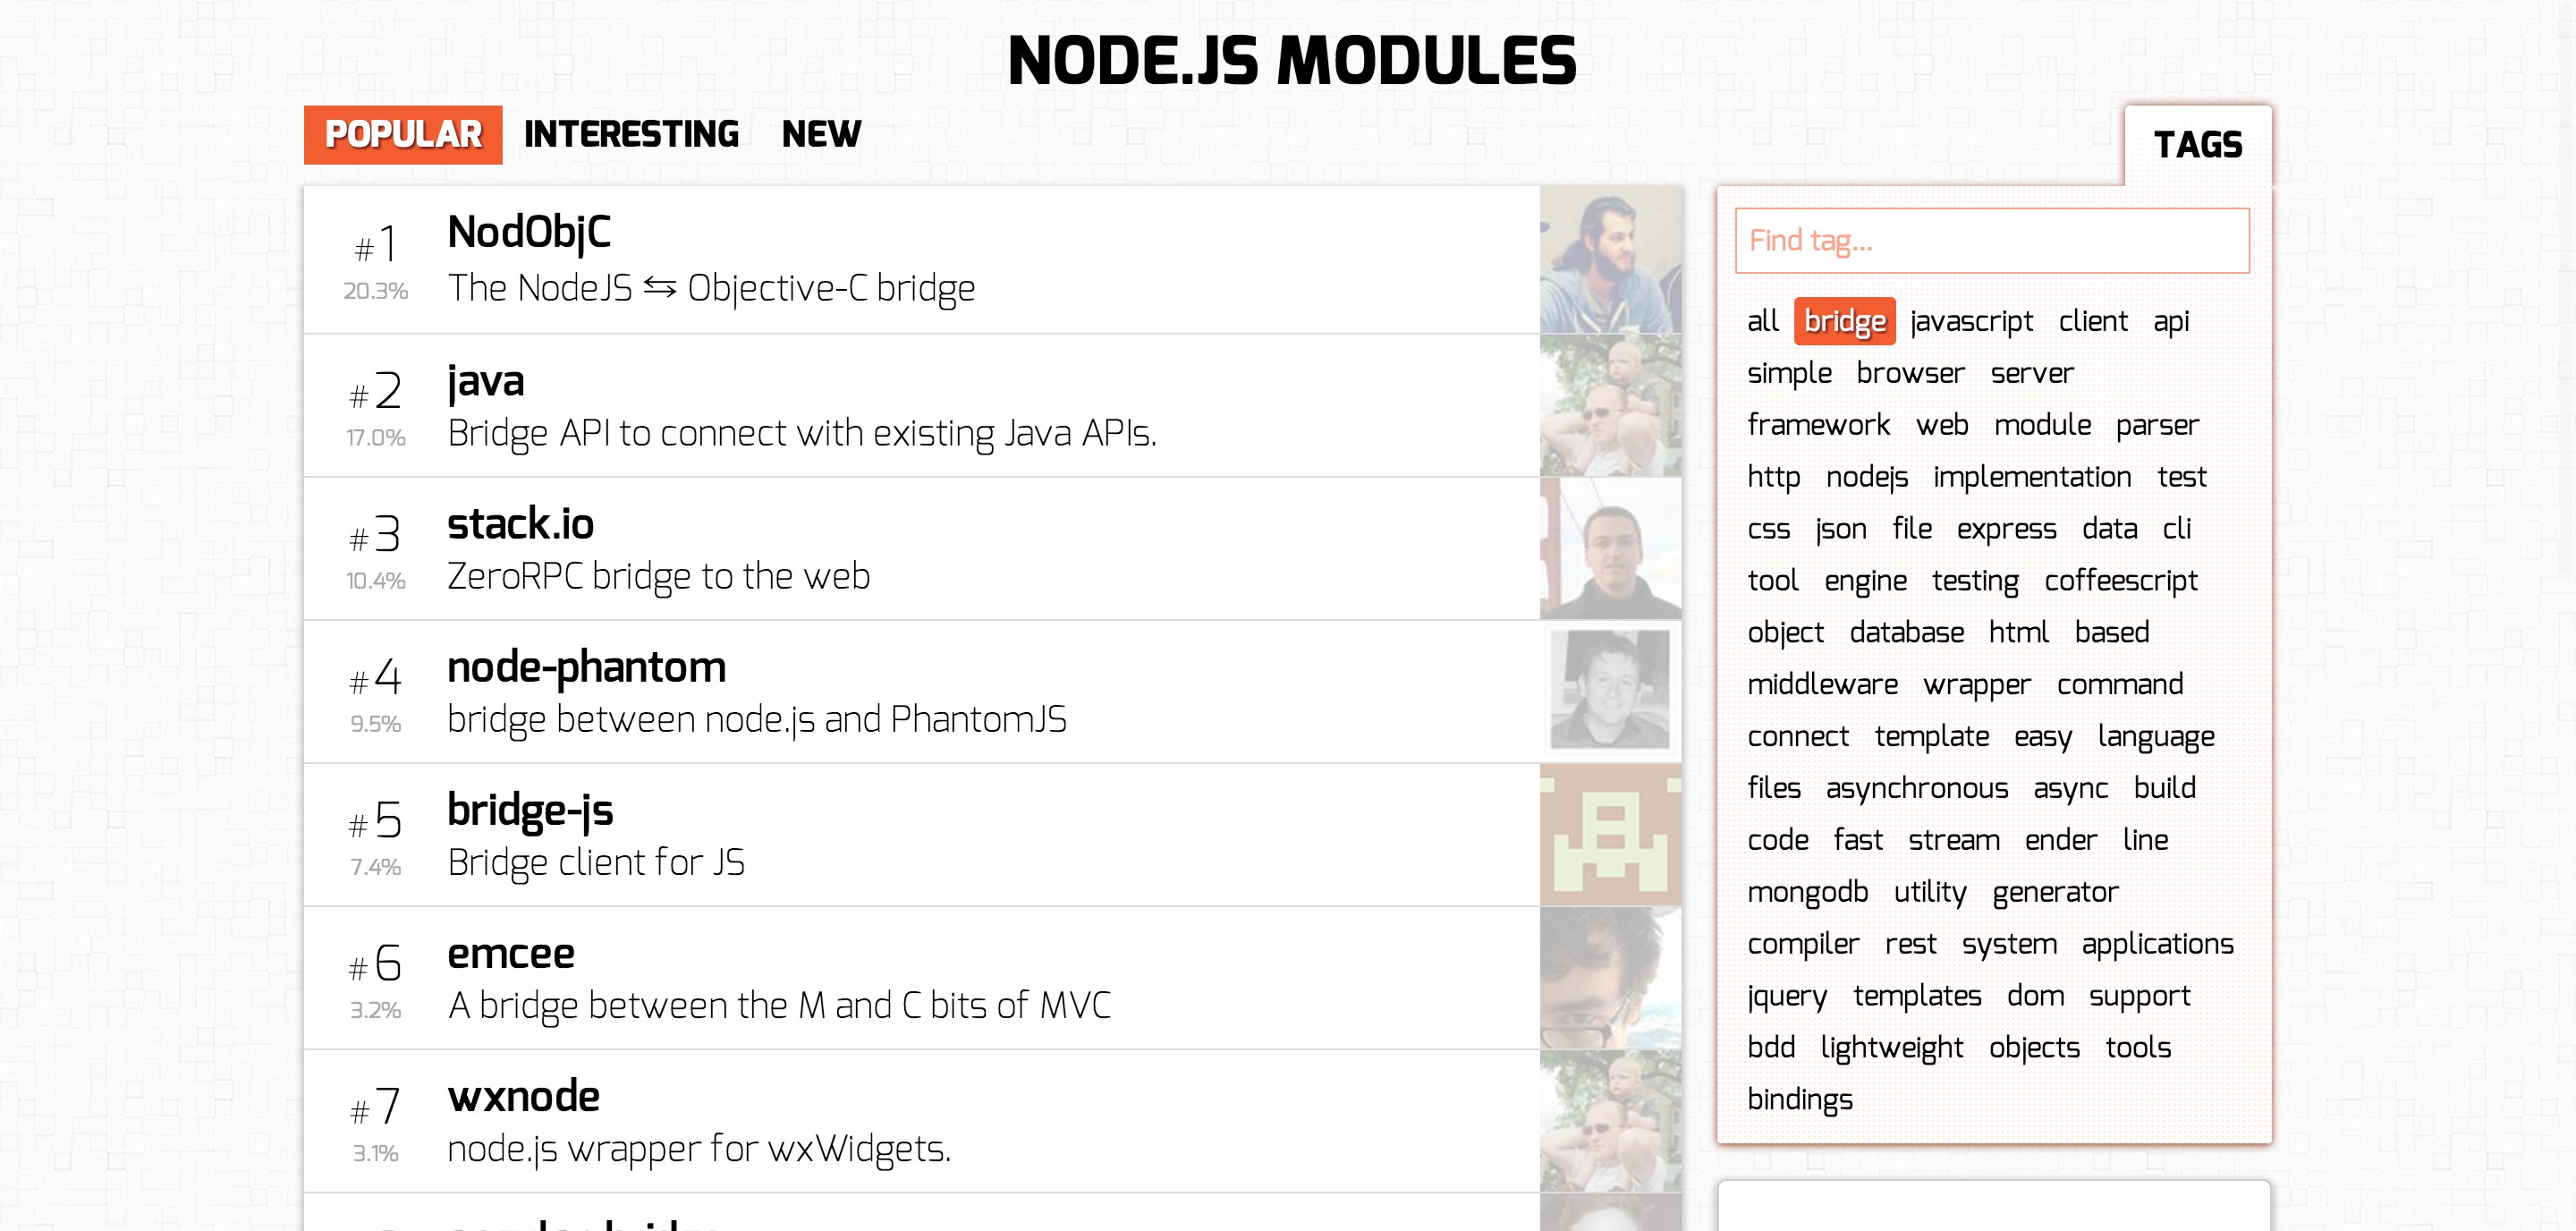 NODE.JS MODULES
POPULAR INTERESTING NEW
TAGS
#1 NodObjC
20.3% The NodeJS ⇆ Objective-C bridge
#2 java
17.0% Bridge API to connect with existing Java APIs.
#3 stack.io
10.4% ZeroRPC bridge to the web
#4 node-phantom
9.5% bridge between node.js and PhantomJS
#5 bridge-js
7.4% Bridge client for JS
#6 emcee
3.2% A bridge between the M and C bits of MVC
#7 wxnode
3.1% node.js wrapper for wxWidgets.
Find tag...
all bridge javascript client api
simple browser server
framework web module parser
http nodejs implementation test
css json file express data cli
tool engine testing coffeescript
object database html based
middleware wrapper command
connect template easy language
files asynchronous async build
code fast stream ender line
mongodb utility generator
compiler rest system applications
jquery templates dom support
bdd lightweight objects tools
bindings